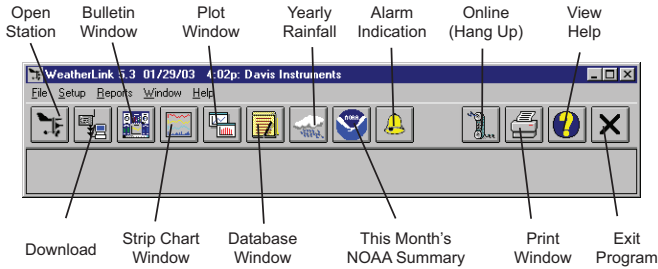 Open
Station
Bulletin
Window
Plot
Window
Yearly
Rainfall
Alarm
Indication
Online
(Hang Up)
View
Help
WeatherLink 5.3 01/29/03 4:02p: Davis Instruments
File Setup Reports Window Help
NOAA
?
Download
Strip Chart
Window
Database
Window
This Month's
NOAA Summary
Print
Window
Exit
Program